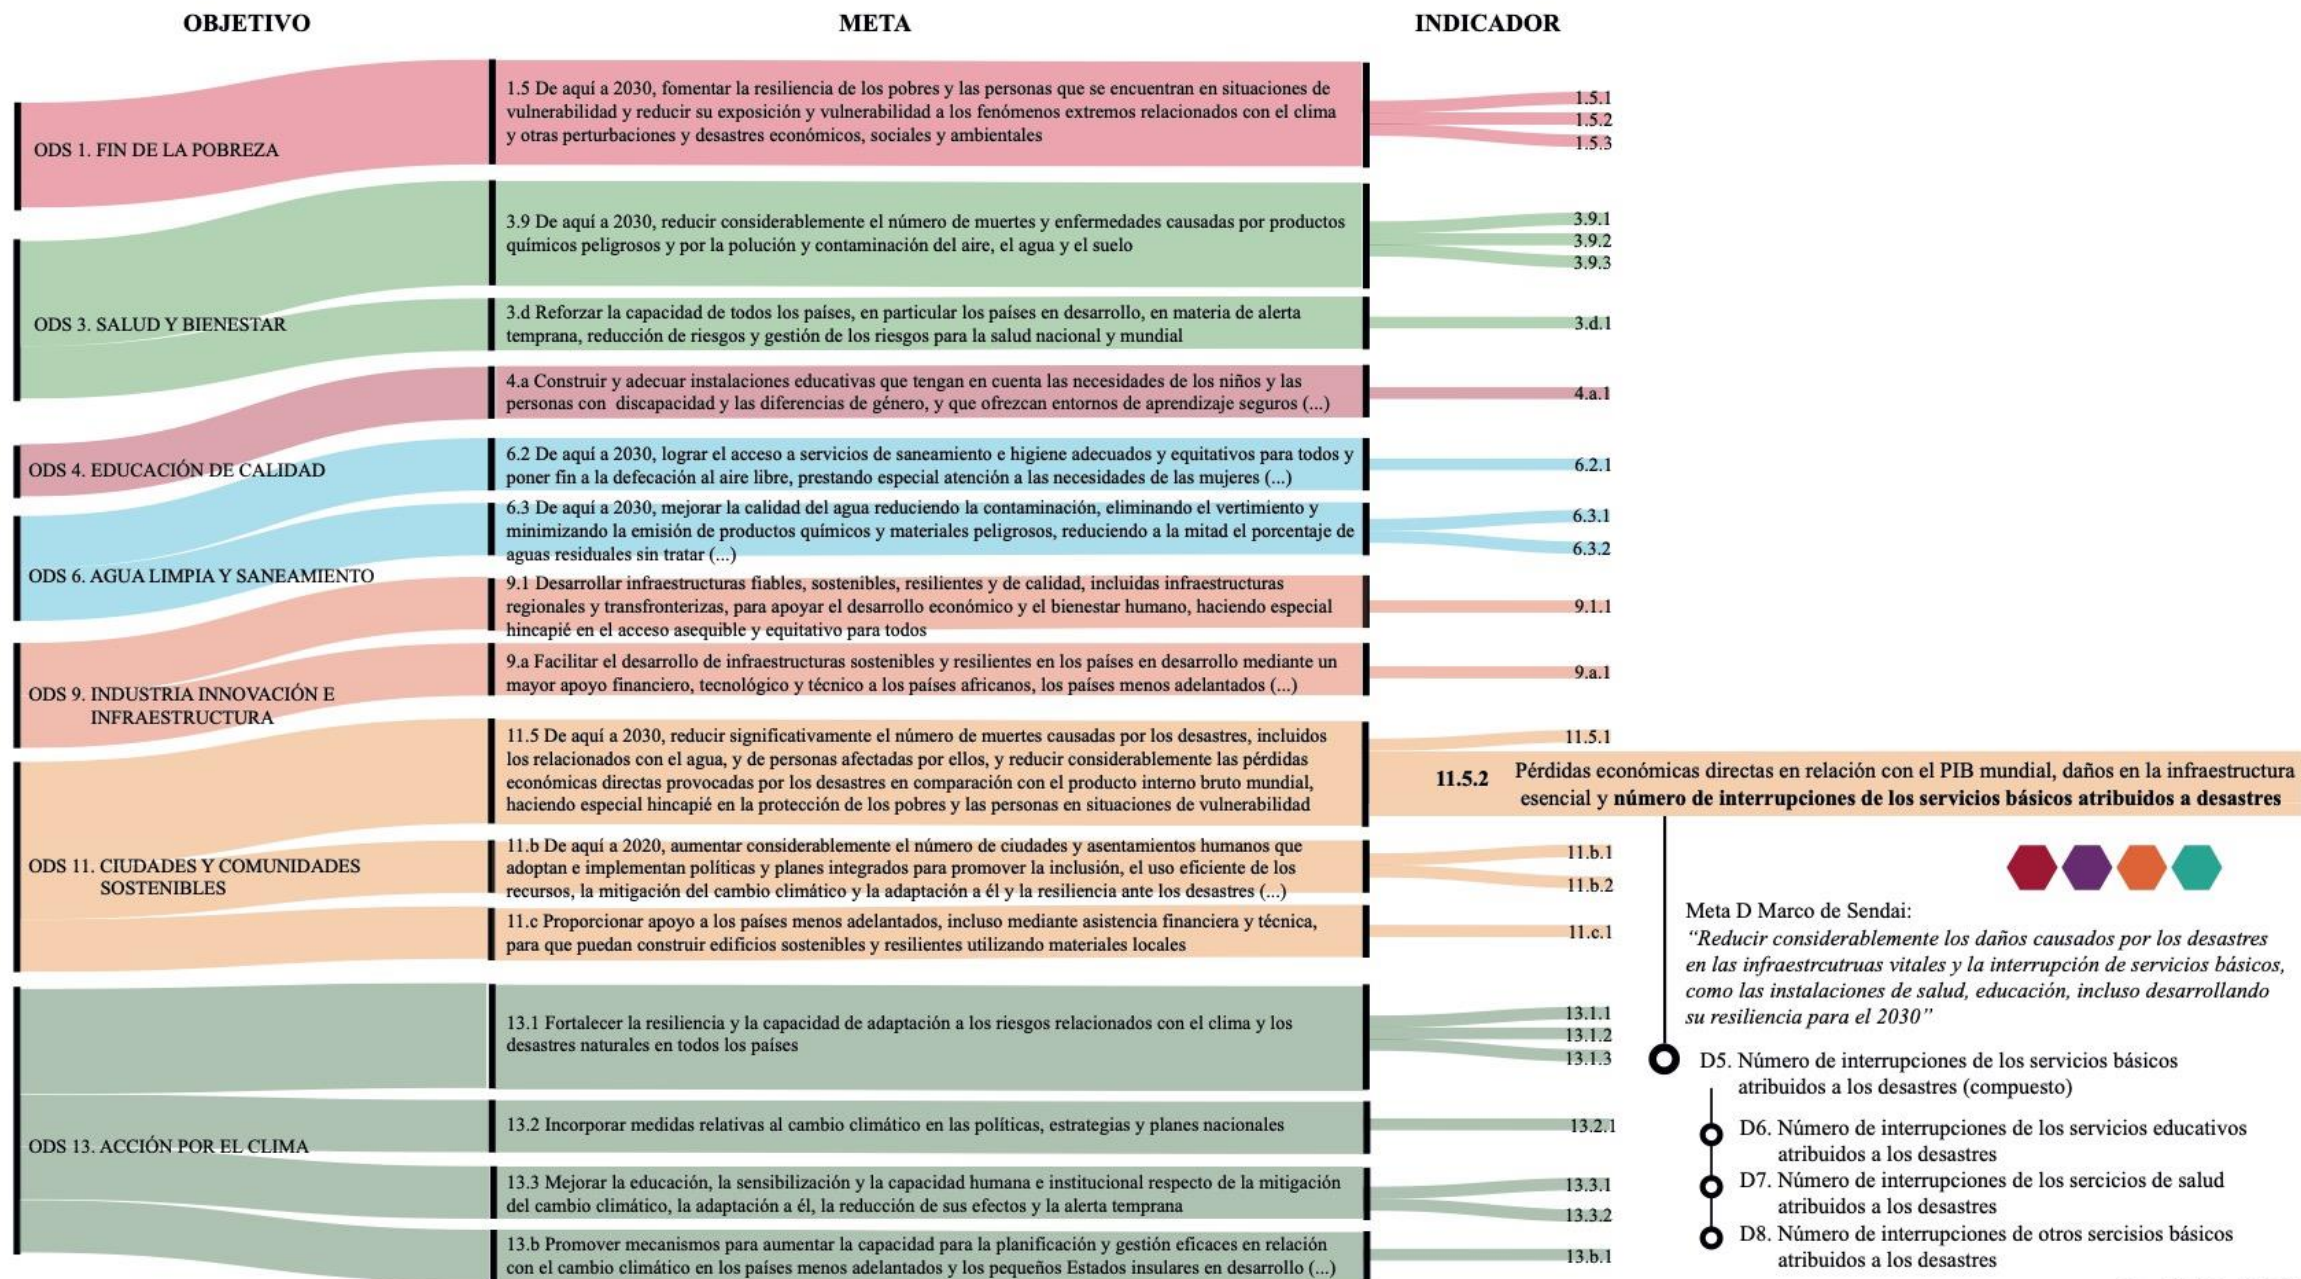 OBJETIVO
META
INDICADOR
ODS 1. FIN DE LA POBREZA
1.5 De aquí a 2030, fomentar la resiliencia de los pobres y las personas que se encuentran en situaciones de
vulnerabilidad y reducir su exposición y vulnerabilidad a los fenómenos extremos relacionados con el clima
y otras perturbaciones y desastres económicos, sociales y ambientales
1.5.1
1.5.2
1.5.3
ODS 3. SALUD Y BIENESTAR
3.9 De aquí a 2030, reducir considerablemente el número de muertes y enfermedades causadas por productos
químicos peligrosos y por la polución y contaminación del aire, el agua y el suelo
3.9.1
3.9.2
3.9.3
3.d Reforzar la capacidad de todos los países, en particular los países en desarrollo, en materia de alerta
temprana, reducción de riesgos y gestión de los riesgos para la salud nacional y mundial
3.d.1
ODS 4. EDUCACIÓN DE CALIDAD
4.a Construir y adecuar instalaciones educativas que tengan en cuenta las necesidades de los niños y las
personas con discapacidad y las diferencias de género, y que ofrezcan entornos de aprendizaje seguros (...)
4.a.1
ODS 6. AGUA LIMPIA Y SANEAMIENTO
6.2 De aquí a 2030, lograr el acceso a servicios de saneamiento e higiene adecuados y equitativos para todos y
poner fin a la defecación al aire libre, prestando especial atención a las necesidades de las mujeres (...)
6.2.1
6.3 De aquí a 2030, mejorar la calidad del agua reduciendo la contaminación, eliminando el vertimiento y
minimizando la emisión de productos químicos y materiales peligrosos, reduciendo a la mitad el porcentaje de
aguas residuales sin tratar (...)
6.3.1
6.3.2
ODS 9. INDUSTRIA INNOVACIÓN E
INFRAESTRUCTURA
9.1 Desarrollar infraestructuras fiables, sostenibles, resilientes y de calidad, incluidas infraestructuras
regionales y transfronterizas, para apoyar el desarrollo económico y el bienestar humano, haciendo especial
hincapié en el acceso asequible y equitativo para todos
9.1.1
9.a Facilitar el desarrollo de infraestructuras sostenibles y resilientes en los países en desarrollo mediante un
mayor apoyo financiero, tecnológico y técnico a los países africanos, los países menos adelantados (...)
9.a.1
ODS 11. CIUDADES Y COMUNIDADES
SOSTENIBLES
11.5 De aquí a 2030, reducir significativamente el número de muertes causadas por los desastres, incluidos
los relacionados con el agua, y de personas afectadas por ellos, y reducir considerablemente las pérdidas
económicas directas provocadas por los desastres en comparación con el producto interno bruto mundial,
haciendo especial hincapié en la protección de los pobres y las personas en situaciones de vulnerabilidad
11.5.1
11.5.2 Pérdidas económicas directas en relación con el PIB mundial, daños en la infraestructura
esencial y número de interrupciones de los servicios básicos atribuidos a desastres
11.b De aquí a 2020, aumentar considerablemente el número de ciudades y asentamientos humanos que
adoptan e implementan políticas y planes integrados para promover la inclusión, el uso eficiente de los
recursos, la mitigación del cambio climático y la adaptación a él y la resiliencia ante los desastres (...)
11.b.1
11.b.2
11.c Proporcionar apoyo a los países menos adelantados, incluso mediante asistencia financiera y técnica,
para que puedan construir edificios sostenibles y resilientes utilizando materiales locales
11.c.1
ODS 13. ACCIÓN POR EL CLIMA
13.1 Fortalecer la resiliencia y la capacidad de adaptación a los riesgos relacionados con el clima y los
desastres naturales en todos los países
13.1.1
13.1.2
13.1.3
13.2 Incorporar medidas relativas al cambio climático en las políticas, estrategias y planes nacionales
13.2.1
13.3 Mejorar la educación, la sensibilización y la capacidad humana e institucional respecto de la mitigación
del cambio climático, la adaptación a él, la reducción de sus efectos y la alerta temprana
13.3.1
13.3.2
13.b Promover mecanismos para aumentar la capacidad para la planificación y gestión eficaces en relación
con el cambio climático en los países menos adelantados y los pequeños Estados insulares en desarrollo (...)
13.b.1
Meta D Marco de Sendai:
“Reducir considerablemente los daños causados por los desastres
en las infraestrcutruas vitales y la interrupción de servicios básicos,
como las instalaciones de salud, educación, incluso desarrollando
su resiliencia para el 2030”
D5. Número de interrupciones de los servicios básicos
atribuidos a los desastres (compuesto)
D6. Número de interrupciones de los servicios educativos
atribuidos a los desastres
D7. Número de interrupciones de los sercicios de salud
atribuidos a los desastres
D8. Número de interrupciones de otros sercisios básicos
atribuidos a los desastres